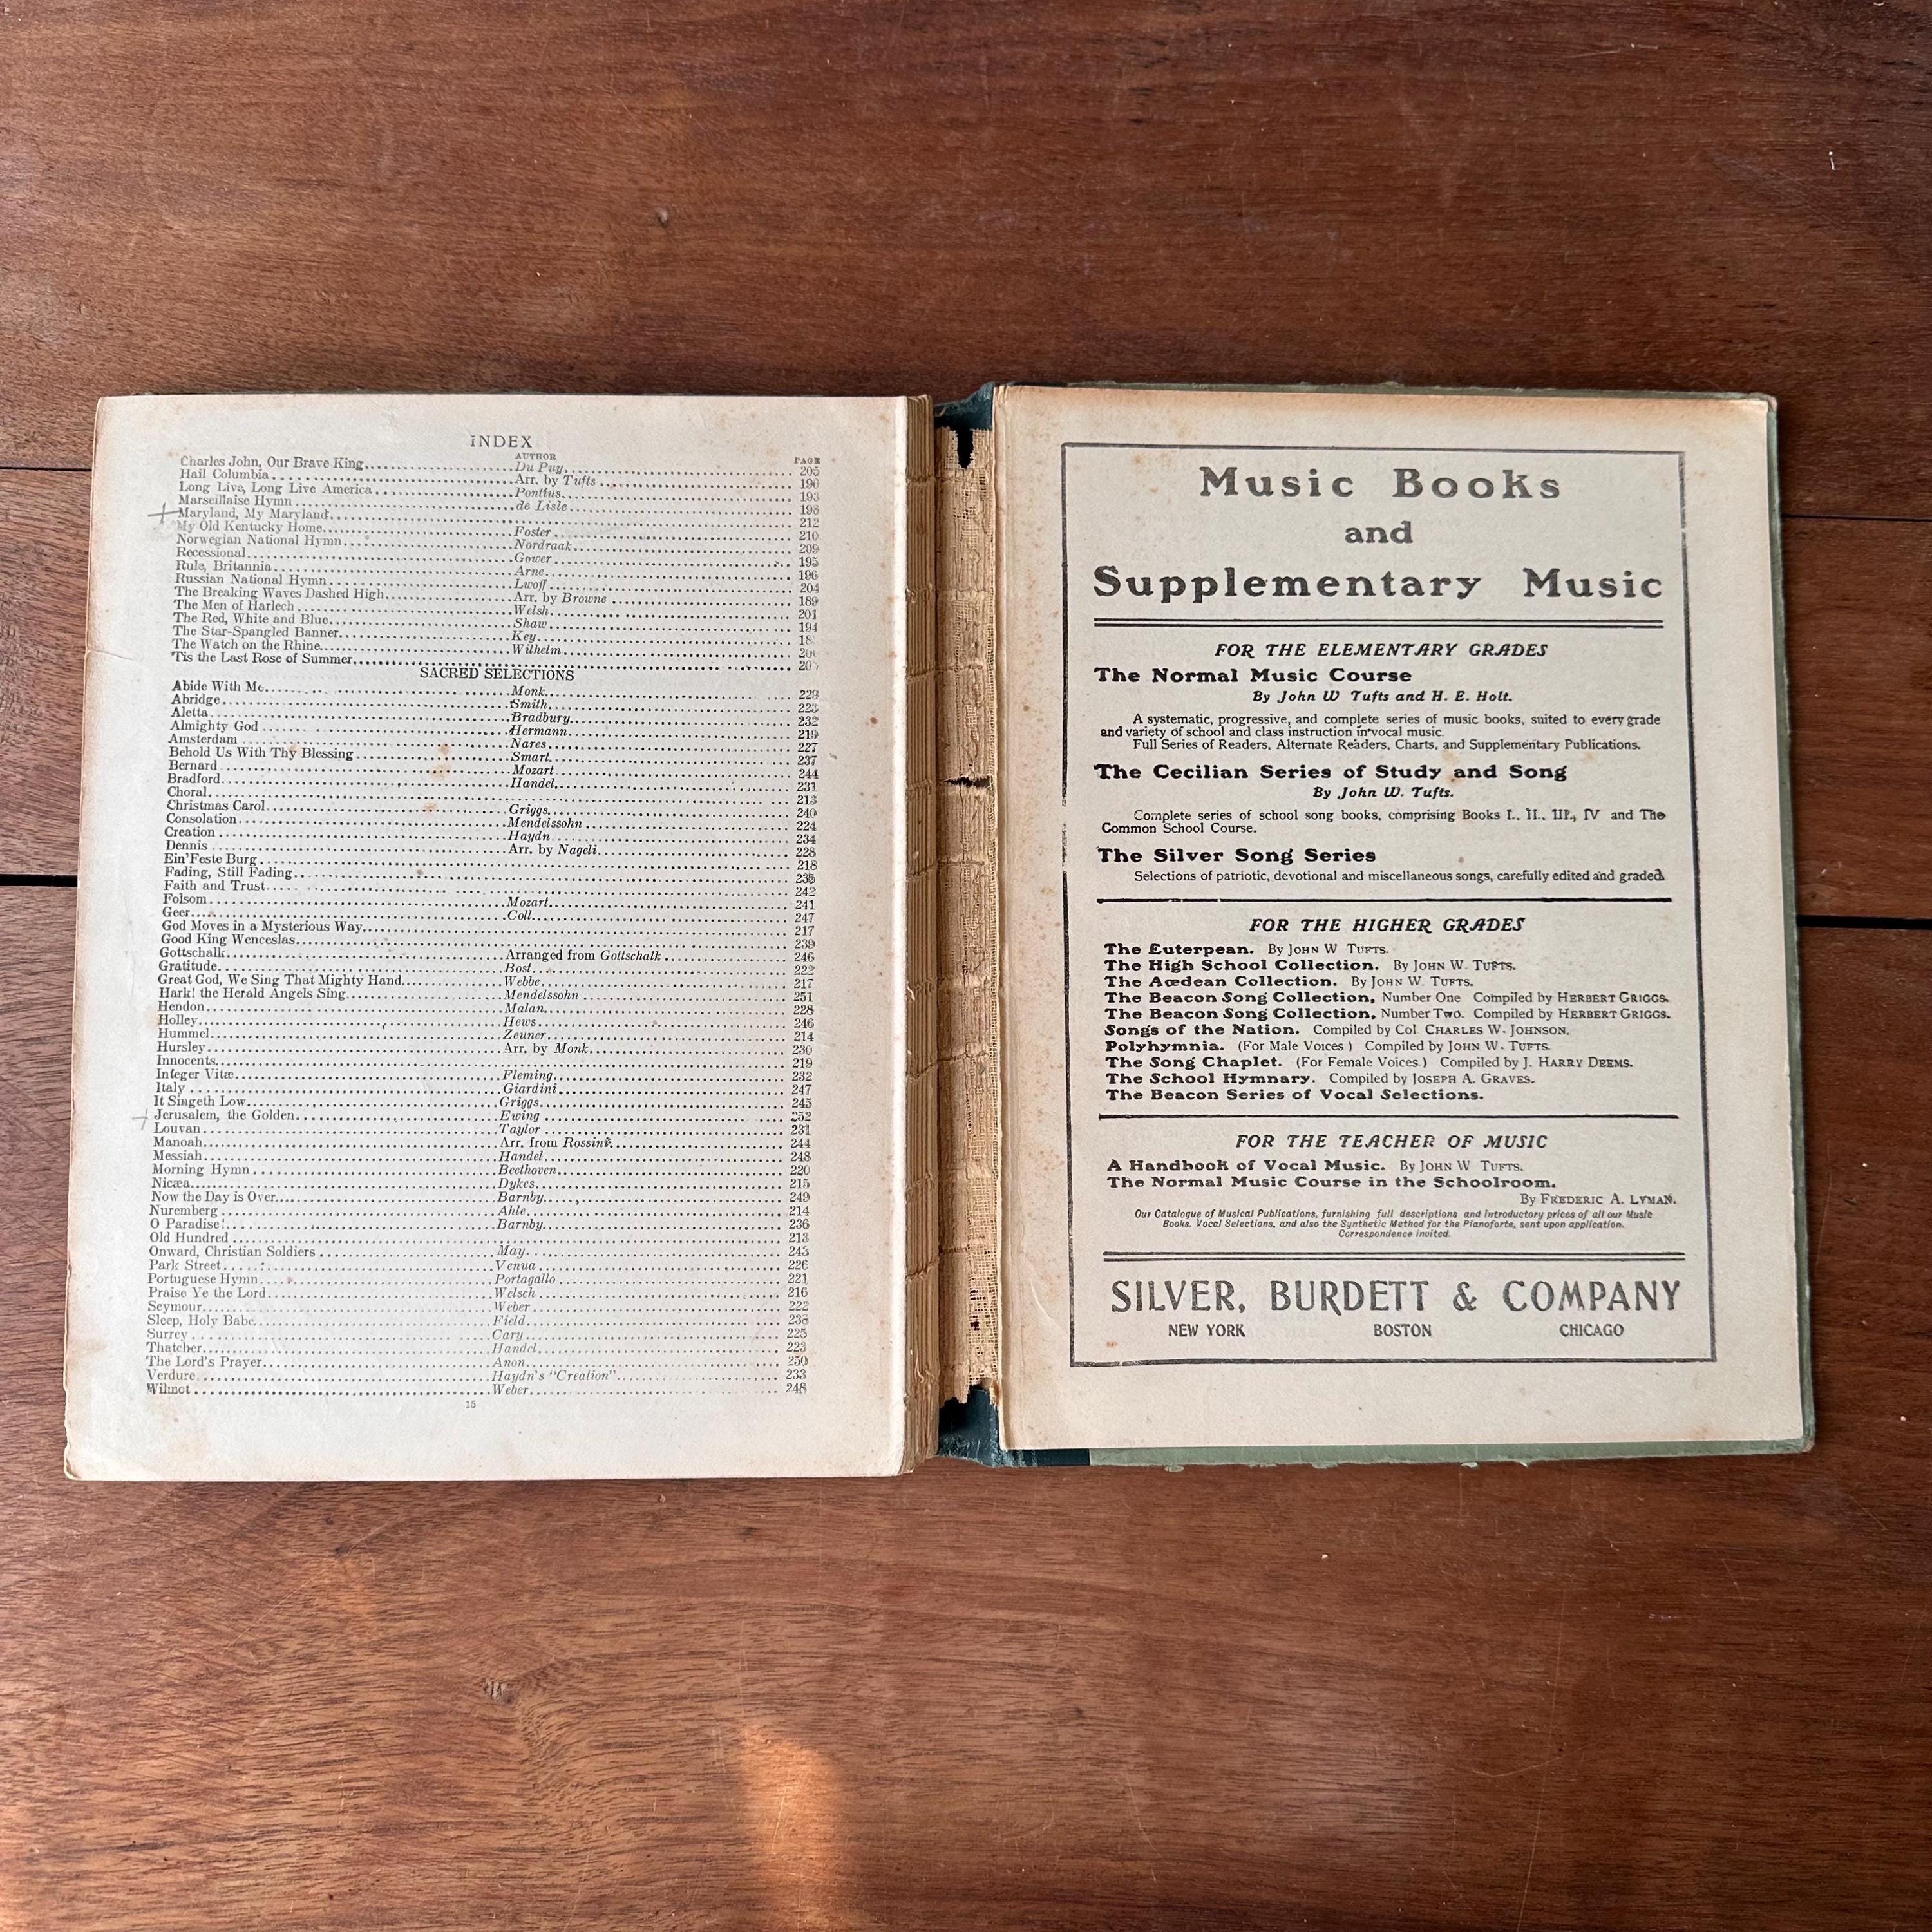 INDEX
AUTHOR PAGE
Charles John, Our Brave King Du Puy 205
Hail Columbia Arr. by Tufts 190
Long Live, Long Live America Pontius 193
Marseillaise Hymn de Lisle 198
Maryland, My Maryland 212
My Old Kentucky Home Foster 210
Norwegian National Hymn Nordraak 209
Recessional Gower 195
Rule, Britannia Arne 196
Russian National Hymn Lwoff 204
The Breaking Waves Dashed High Arr. by Browne 189
The Men of Harlech Welsh 201
The Red, White and Blue Shaw 194
The Star-Spangled Banner Key
The Watch on the Rhine Wilhelm
'Tis the Last Rose of Summer
SACRED SELECTIONS
Abide With Me Monk 229
Abridge Smith 223
Aletta Bradbury 232
Almighty God Hermann 219
Amsterdam Nares 227
Behold Us With Thy Blessing Smart 237
Bernard Mozart 244
Bradford Handel 231
Choral 213
Christmas Carol Griggs 240
Consolation Mendelssohn 224
Creation Haydn 234
Dennis Arr. by Nageli 228
Ein'Feste Burg 218
Fading, Still Fading 235
Faith and Trust 242
Folsom Mozart 241
Geer Coll 247
God Moves in a Mysterious Way 217
Good King Wenceslas 239
Gottschalk Arranged from Gottschalk 246
Gratitude Bost 222
Great God, We Sing That Mighty Hand Webbe 217
Hark! the Herald Angels Sing Mendelssohn 251
Hendon Malan 228
Holley Hews 246
Hummel Zeuner 214
Hursley Arr. by Monk 230
Innocents 219
Integer Vitæ Fleming 232
Italy Giardini 247
It Singeth Low Griggs 245
Jerusalem, the Golden Ewing 252
Louvan Taylor 231
Manoah Arr. from Rossini 244
Messiah Handel 248
Morning Hymn Beethoven 220
Nicæa Dykes 215
Now the Day is Over Barnby 249
Nuremberg Ahle 214
O Paradise! Barnby 236
Old Hundred 213
Onward, Christian Soldiers May 243
Park Street Venua 226
Portuguese Hymn Portagallo 221
Praise Ye the Lord Welsch 216
Seymour Weber 222
Sleep, Holy Babe Field 238
Surrey Cary 225
Thatcher Handel 223
The Lord's Prayer Anon 250
Verdure Haydn's "Creation" 233
Wilmot Weber 248
15
Music Books
and
Supplementary Music
FOR THE ELEMENTARY GRADES
The Normal Music Course
By John W Tufts and H. E. Holt.
A systematic, progressive, and complete series of music books, suited to every grade
and variety of school and class instruction in vocal music.
Full Series of Readers, Alternate Readers, Charts, and Supplementary Publications.
The Cecilian Series of Study and Song
By John W. Tufts.
Complete series of school song books, comprising Books I., II., III., IV and The
Common School Course.
The Silver Song Series
Selections of patriotic, devotional and miscellaneous songs, carefully edited and graded.
FOR THE HIGHER GRADES
The Euterpean. By JOHN W TUFTS.
The High School Collection. By JOHN W. TUFTS.
The Aœdean Collection. By JOHN W. TUFTS.
The Beacon Song Collection, Number One Compiled by HERBERT GRIGGS.
The Beacon Song Collection, Number Two. Compiled by HERBERT GRIGGS.
Songs of the Nation. Compiled by Col CHARLES W. JOHNSON.
Polyhymnia. (For Male Voices) Compiled by JOHN W. TUFTS.
The Song Chaplet. (For Female Voices) Compiled by J. HARRY DEEMS.
The School Hymnary. Compiled by JOSEPH A. GRAVES.
The Beacon Series of Vocal Selections.
FOR THE TEACHER OF MUSIC
A Handbook of Vocal Music. By JOHN W TUFTS.
The Normal Music Course in the Schoolroom.
By FREDERIC A. LYMAN.
Our Catalogue of Musical Publications, furnishing full descriptions and introductory prices of all our Music
Books, Vocal Selections, and also the Synthetic Method for the Pianoforte, sent upon application.
Correspondence invited.
SILVER, BURDETT & COMPANY
NEW YORK BOSTON CHICAGO